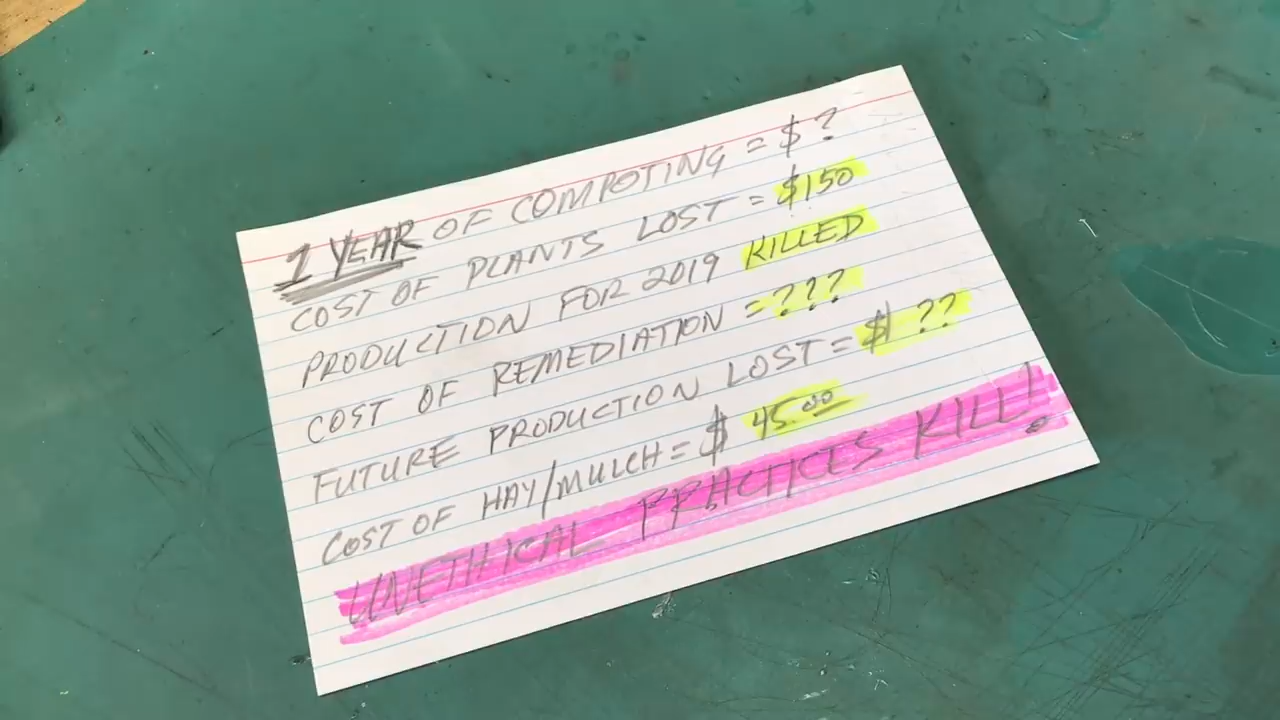 1 YEAR OF COMPOTING = $ ?
COST OF PLANTS LOST = $150
PRODUCTION FOR 2019 KILLED
COST OF REMEDIATION = ???
FUTURE PRODUCTION LOST = $ ??
COST OF HAY/MULCH = $ 45.00
UNETHICAL PRACTICES KILL!